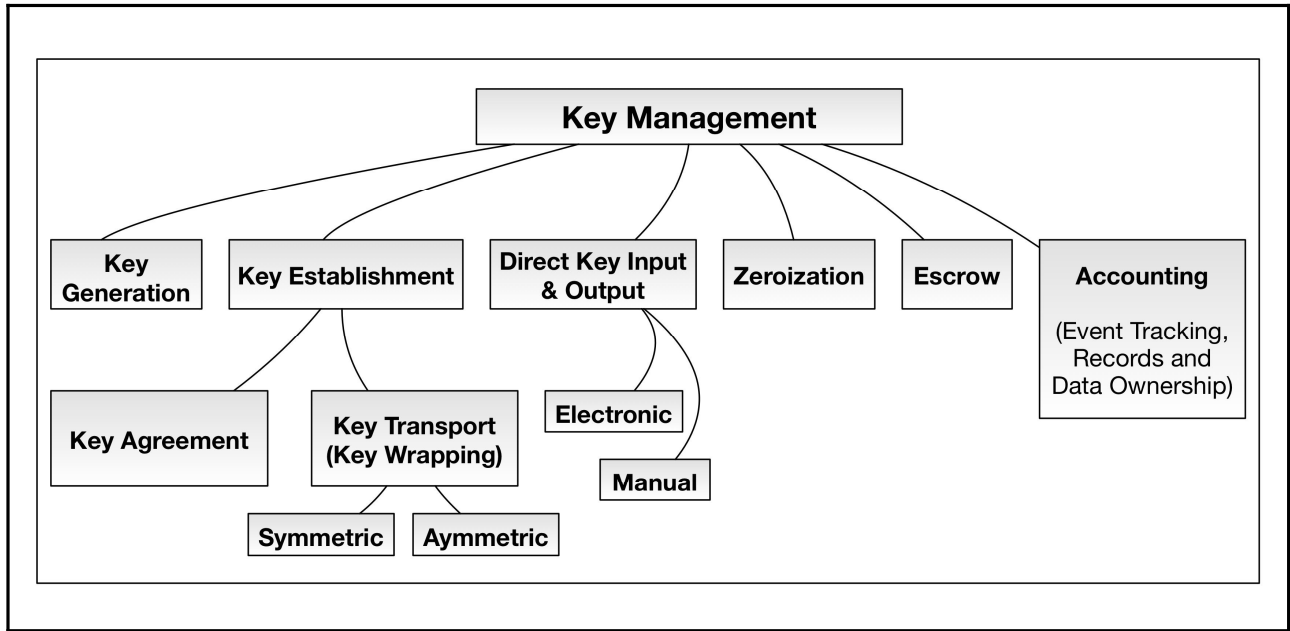 Key Management
Key
Generation
Key Establishment
Direct Key Input
& Output
Zeroization
Escrow
Accounting
(Event Tracking,
Records and
Data Ownership)
Key Agreement
Key Transport
(Key Wrapping)
Electronic
Manual
Symmetric
Aymmetric